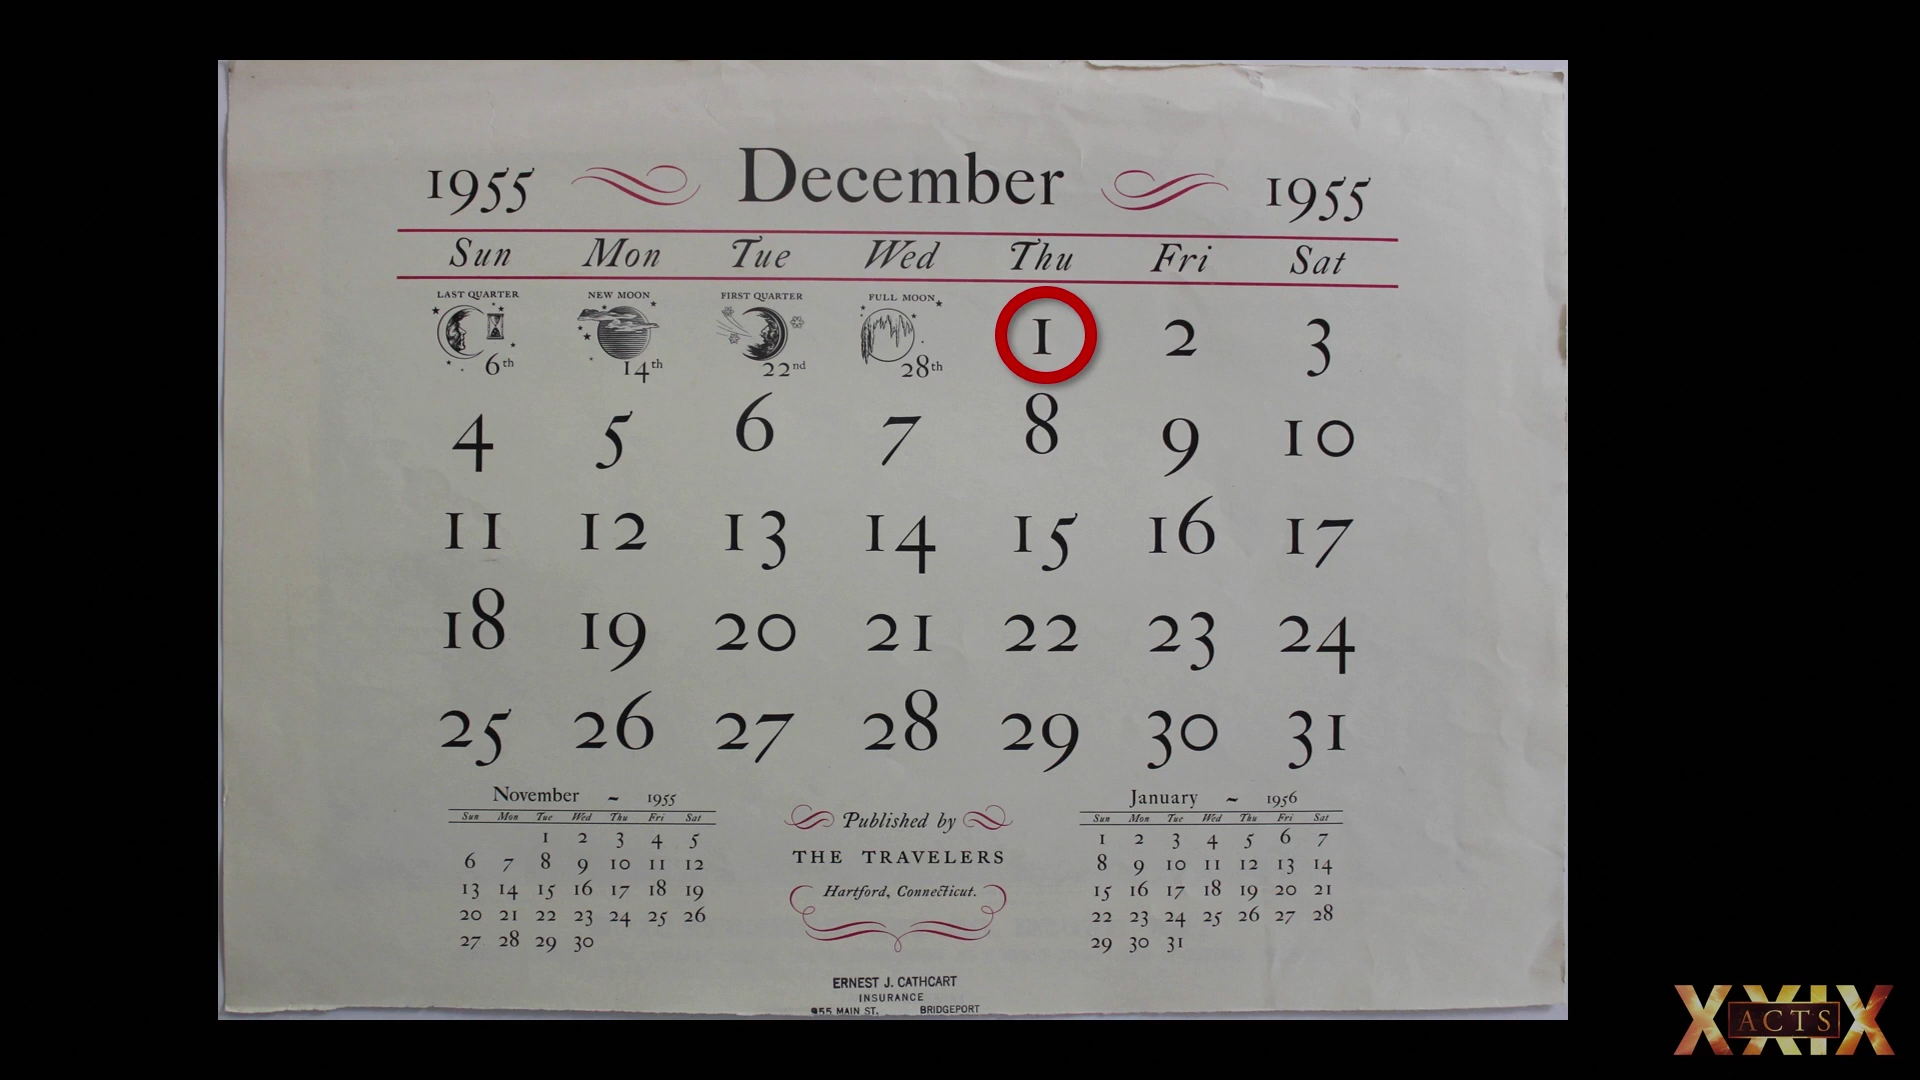 1955 December 1955
Sun Mon Tue Wed Thu Fri Sat
LAST QUARTER NEW MOON FIRST QUARTER FULL MOON
6th 14th 22nd 28th 1 2 3
4 5 6 7 8 9 10
11 12 13 14 15 16 17
18 19 20 21 22 23 24
25 26 27 28 29 30 31
November ~ 1955
Sun Mon Tue Wed Thu Fri Sat
1 2 3 4 5
6 7 8 9 10 11 12
13 14 15 16 17 18 19
20 21 22 23 24 25 26
27 28 29 30
Published by
THE TRAVELERS
Hartford, Connecticut.
January ~ 1956
Sun Mon Tue Wed Thu Fri Sat
1 2 3 4 5 6 7
8 9 10 11 12 13 14
15 16 17 18 19 20 21
22 23 24 25 26 27 28
29 30 31
ERNEST J. CATHCART
INSURANCE
955 MAIN ST. BRIDGEPORT
XXIX
ACTS